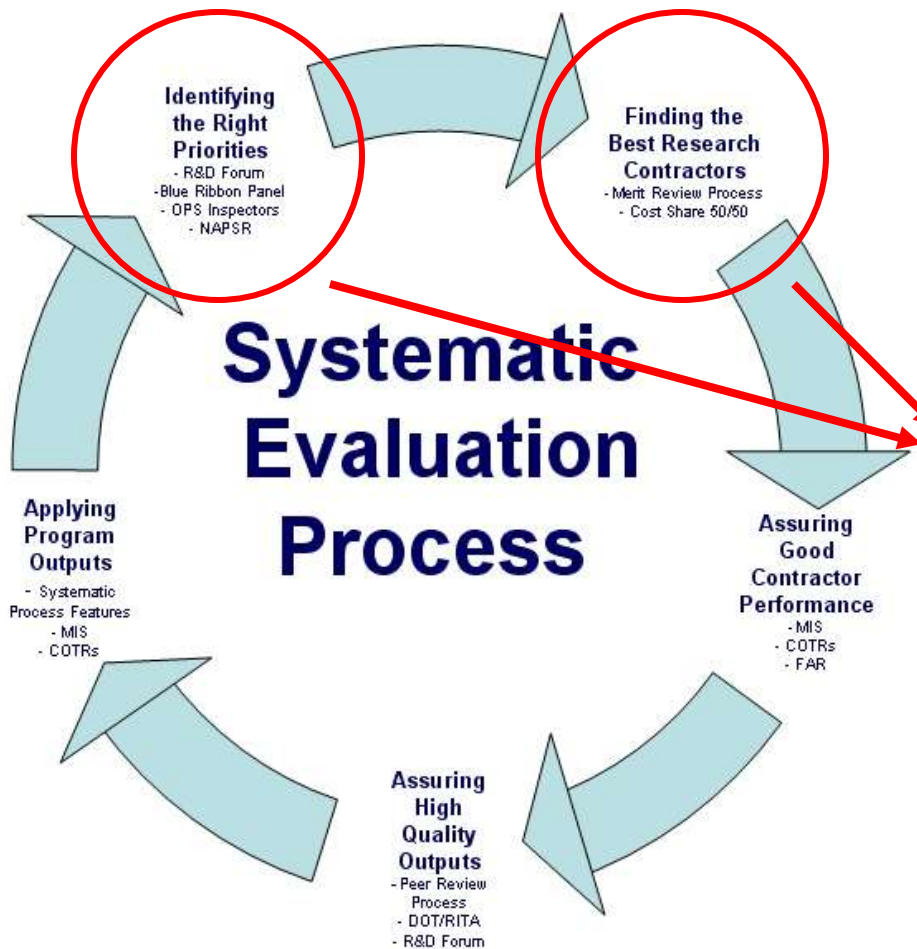 Identifying
the Right
Priorities
- R&D Forum
-Blue Ribbon Panel
- OPS Inspectors
- NAPSR
Finding the
Best Research
Contractors
- Merit Review Process
- Cost Share 50/50
Systematic
Evaluation
Process
Assuring
Good
Contractor
Performance
- MIS
- COTRs
- FAR
Assuring
High
Quality
Outputs
- Peer Review
Process
- DOT/RITA
- R&D Forum
Applying
Program
Outputs
- Systematic
Process Features
- MIS
- COTRs